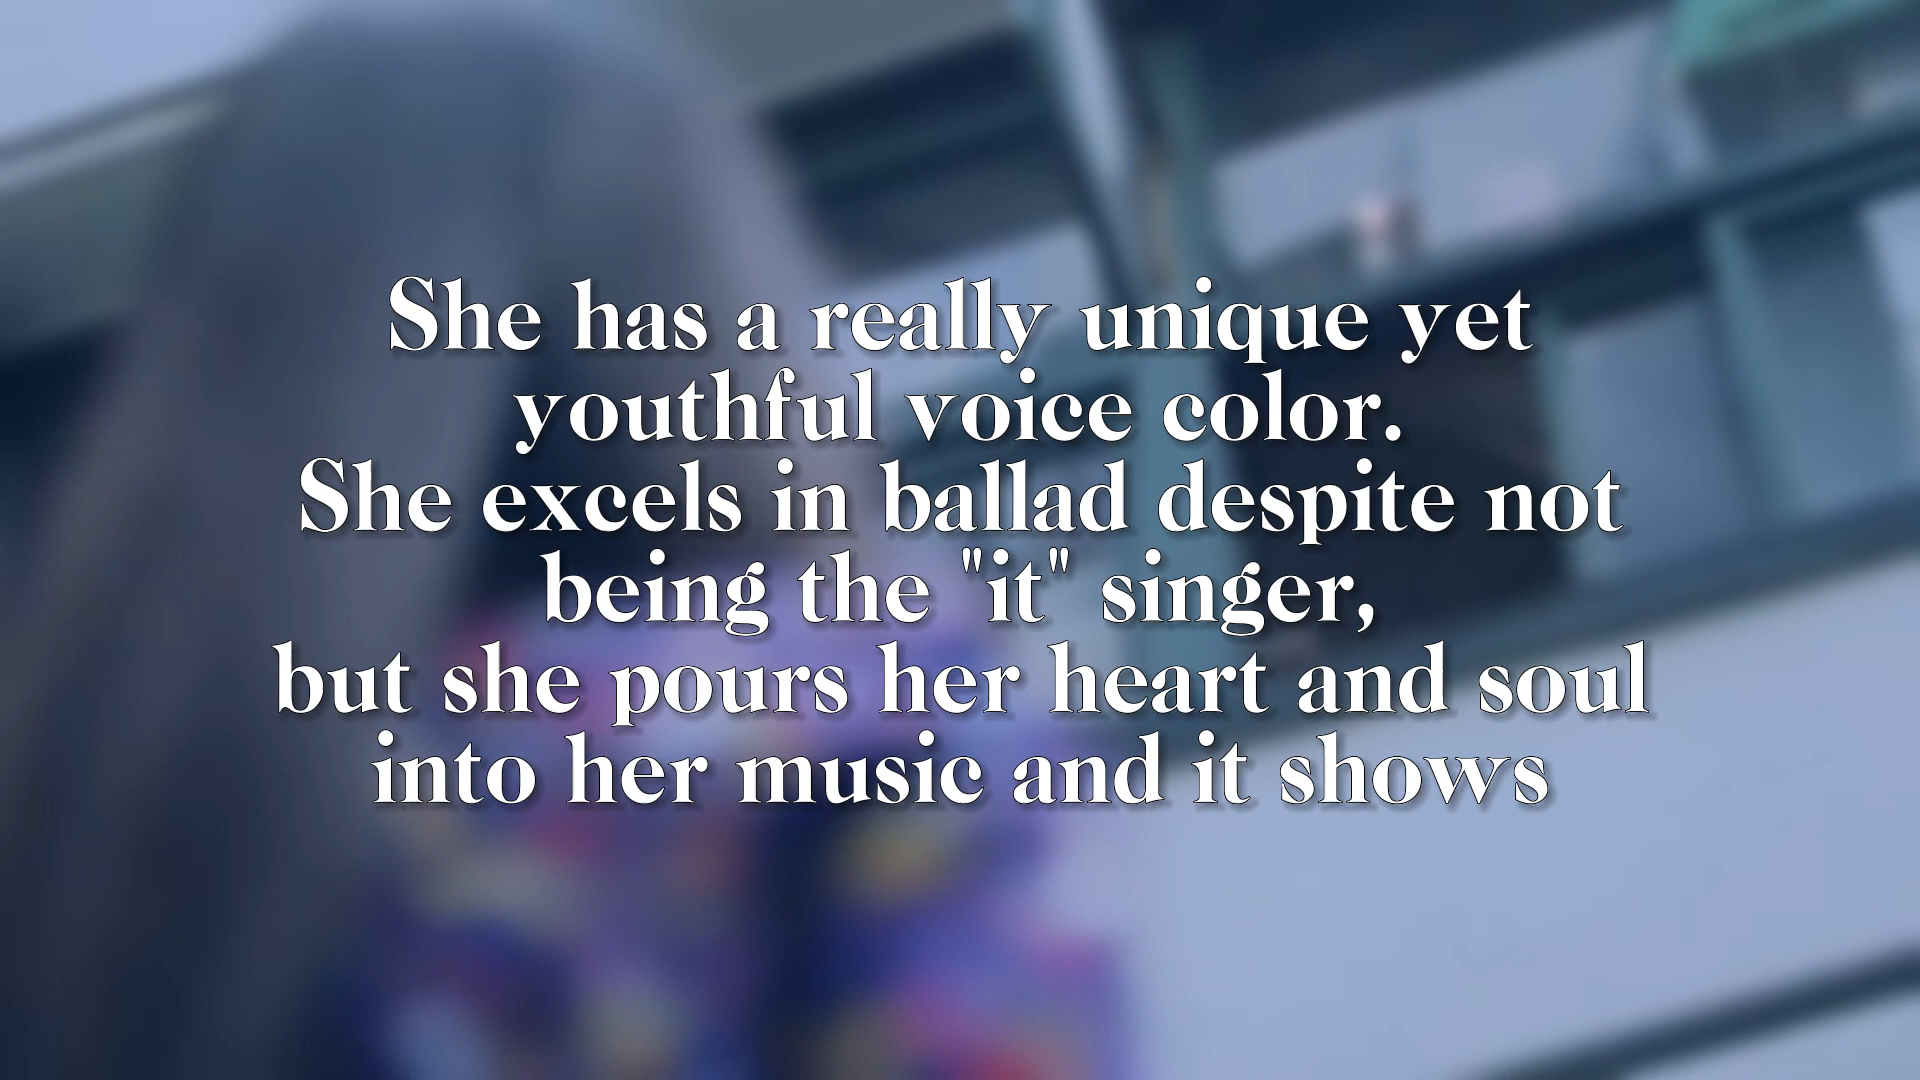 She has a really unique yet
youthful voice color.
She excels in ballad despite not
being the "it" singer,
but she pours her heart and soul
into her music and it shows